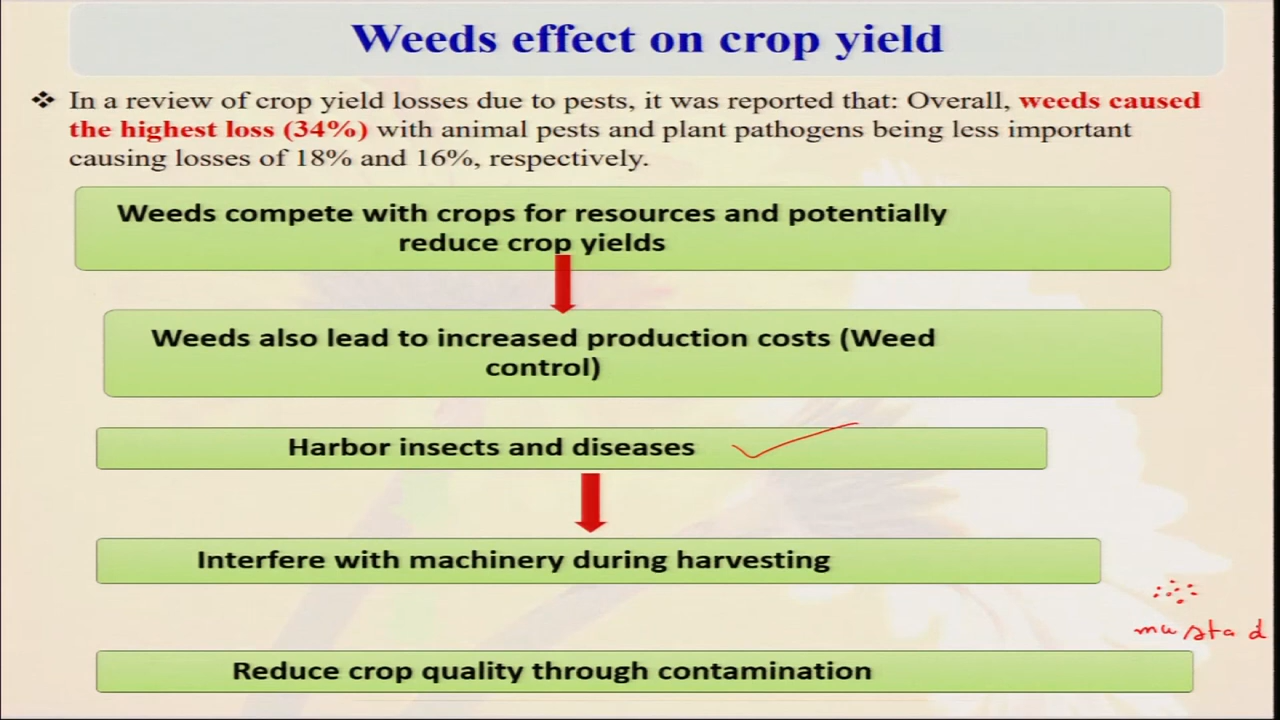 Weeds effect on crop yield
❖ In a review of crop yield losses due to pests, it was reported that: Overall, weeds caused
the highest loss (34%) with animal pests and plant pathogens being less important
causing losses of 18% and 16%, respectively.
Weeds compete with crops for resources and potentially
reduce crop yields
Weeds also lead to increased production costs (Weed
control)
Harbor insects and diseases
Interfere with machinery during harvesting
mustad
Reduce crop quality through contamination